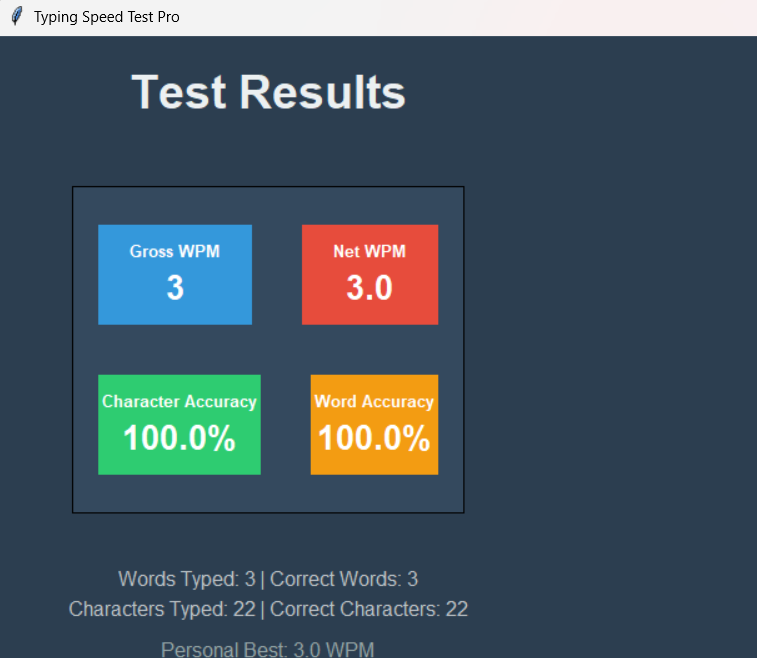 Typing Speed Test Pro
Test Results
Gross WPM
3
Net WPM
3.0
Character Accuracy
100.0%
Word Accuracy
100.0%
Words Typed: 3 | Correct Words: 3
Characters Typed: 22 | Correct Characters: 22
Personal Best: 3.0 WPM